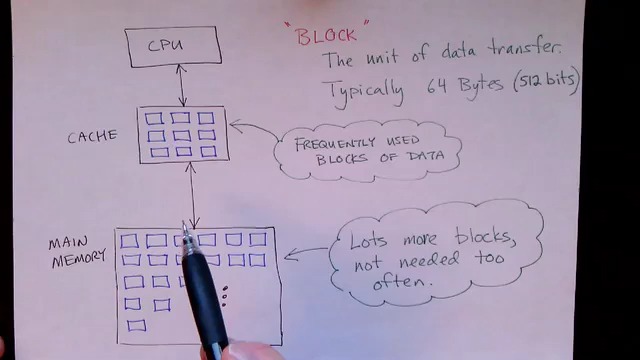 "BLOCK"
The unit of data transfer.
Typically 64 Bytes (512 bits)
CPU
CACHE
FREQUENTLY USED
BLOCKS OF DATA
MAIN
MEMORY
Lots more blocks,
not needed too
often.